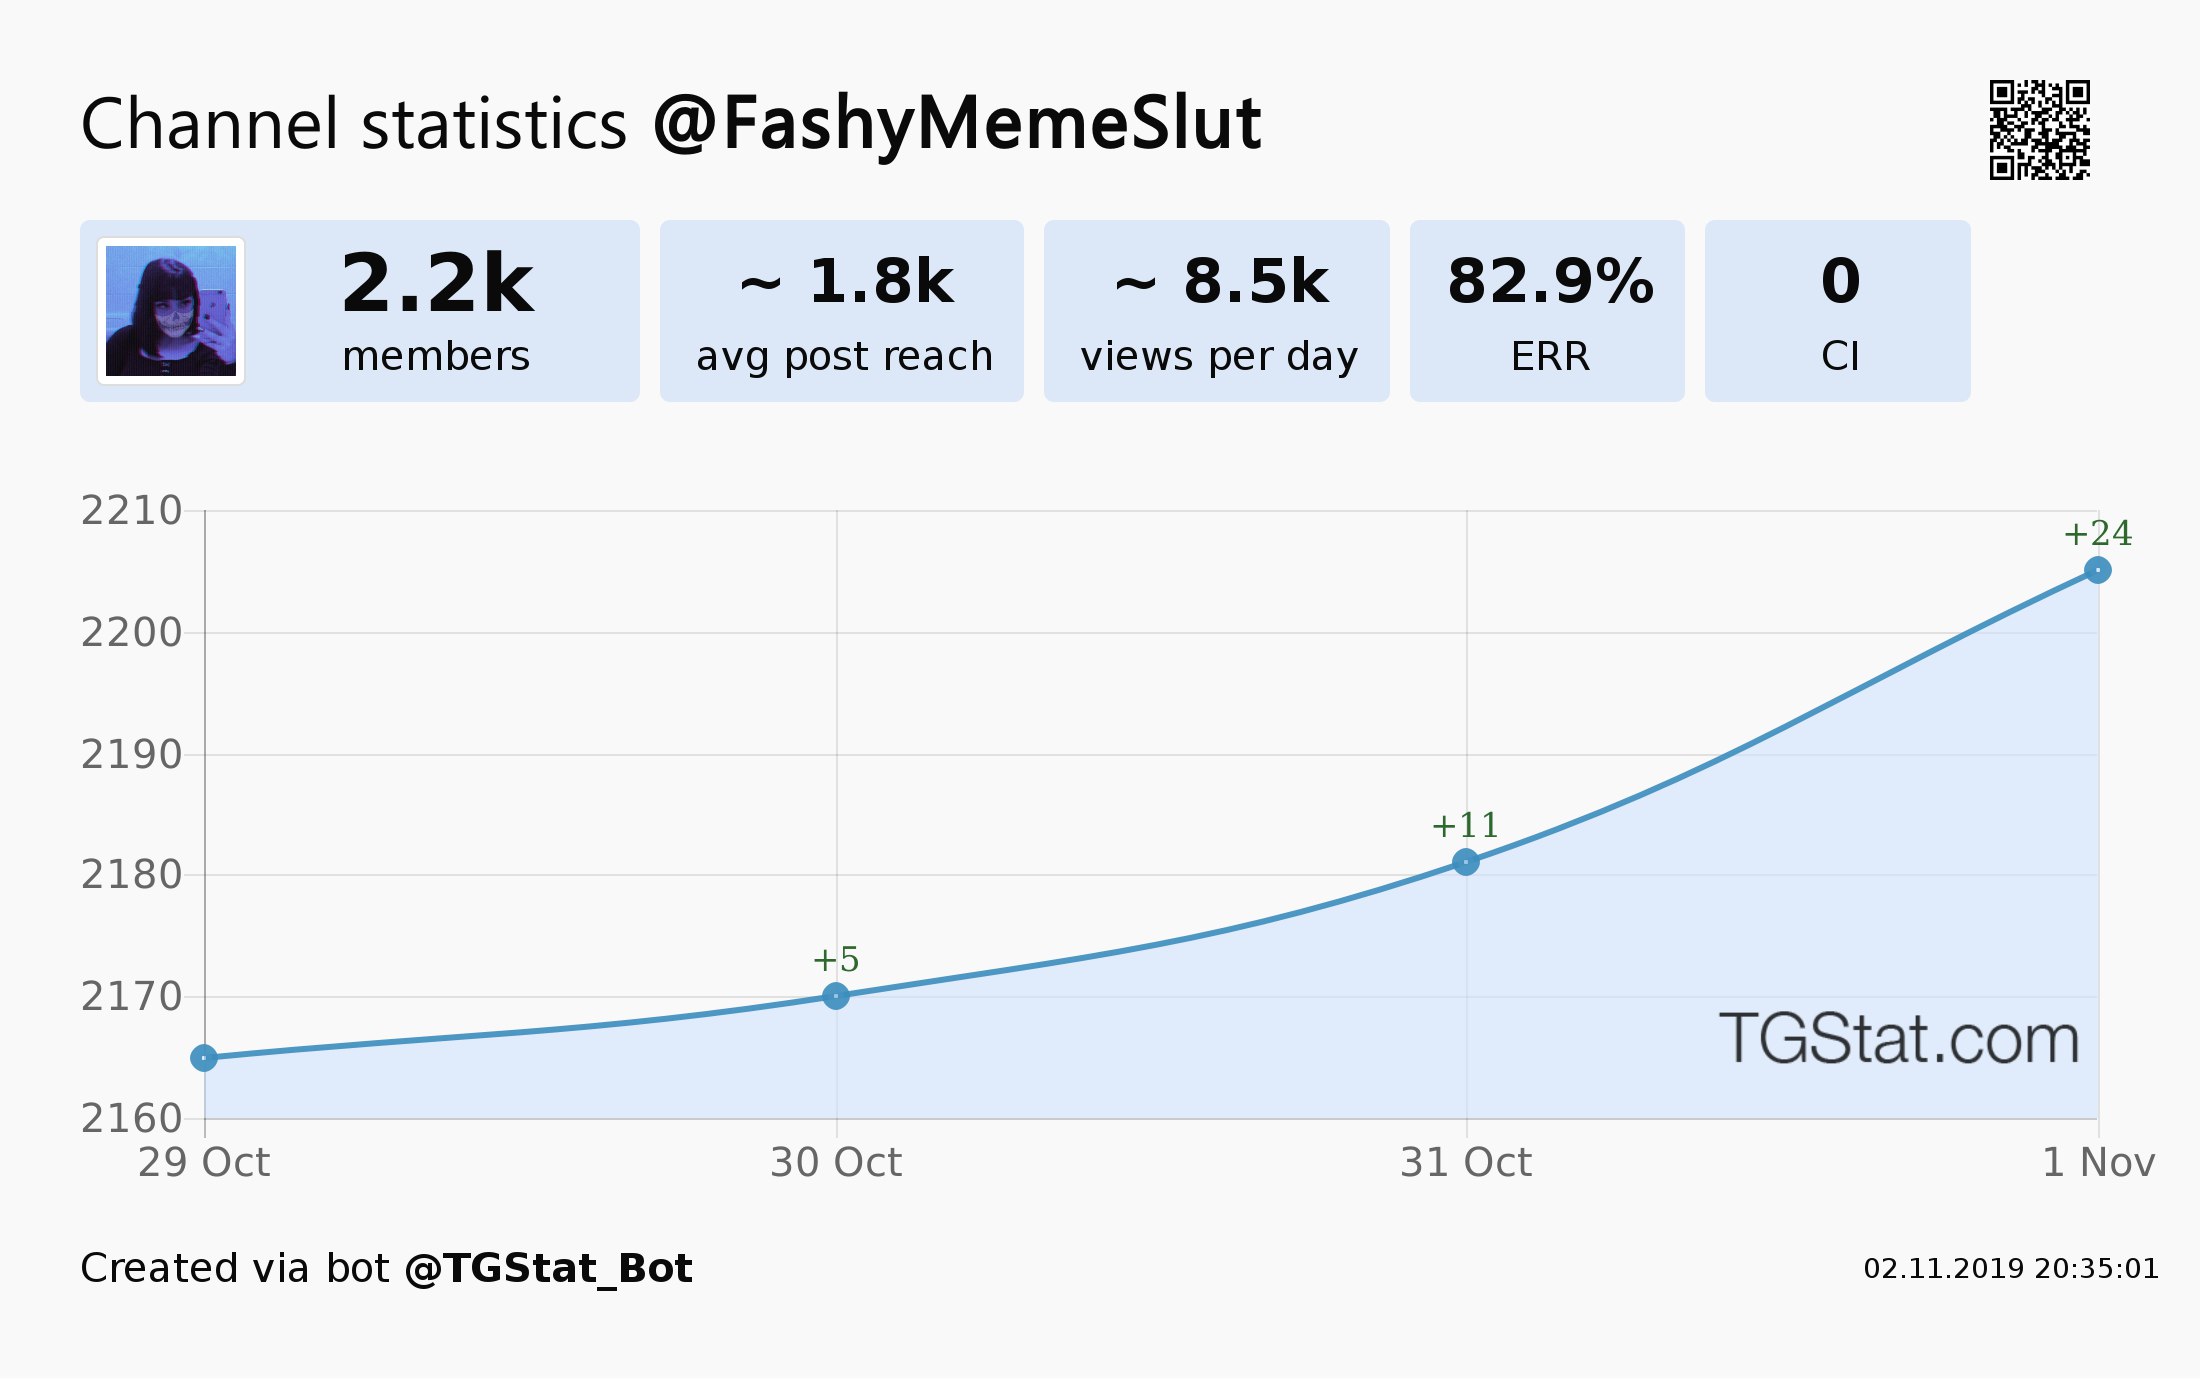 Channel statistics @FashyMemeSlut
2.2k
members
~ 1.8k
avg post reach
~ 8.5k
views per day
82.9%
ERR
0
CI
2210
2200
2190
2180
2170
2160
+5
+11
+24
TGStat.com
29 Oct
30 Oct
31 Oct
1 Nov
Created via bot @TGStat_Bot
02.11.2019 20:35:01